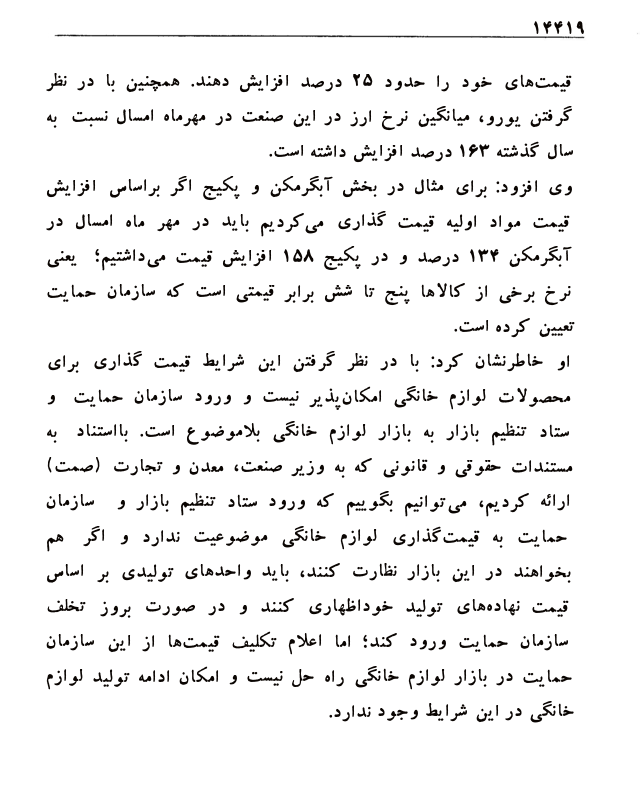 ۱۴۴۱۹
قیمت‌های خود را حدود ۲۵ درصد افزایش دهند. همچنین با در نظر
گرفتن یورو، میانگین نرخ ارز در این صنعت در مهرماه امسال نسبت به
سال گذشته ۱۶۳ درصد افزایش داشته است.
وی افزود: برای مثال در بخش آبگرمکن و پکیج اگر براساس افزایش
قیمت مواد اولیه قیمت گذاری می‌کردیم باید در مهر ماه امسال در
آبگرمکن ۱۳۴ درصد و در پکیج ۱۵۸ افزایش قیمت می‌داشتیم؛ یعنی
نرخ برخی از کالاها پنج تا شش برابر قیمتی است که سازمان حمایت
تعیین کرده است.
او خاطرنشان کرد: با در نظر گرفتن این شرایط قیمت گذاری برای
محصولات لوازم خانگی امکان‌پذیر نیست و ورود سازمان حمایت و
ستاد تنظیم بازار به بازار لوازم خانگی بلاموضوع است. بااستناد به
مستندات حقوقی و قانونی که به وزیر صنعت، معدن و تجارت (صمت)
ارائه کردیم، می‌توانیم بگوییم که ورود ستاد تنظیم بازار و سازمان
حمایت به قیمت‌گذاری لوازم خانگی موضوعیت ندارد و اگر هم
بخواهند در این بازار نظارت کنند، باید واحدهای تولیدی بر اساس
قیمت نهاده‌های تولید خوداظهاری کنند و در صورت بروز تخلف
سازمان حمایت ورود کند؛ اما اعلام تکلیف قیمت‌ها از این سازمان
حمایت در بازار لوازم خانگی راه حل نیست و امکان ادامه تولید لوازم
خانگی در این شرایط وجود ندارد.